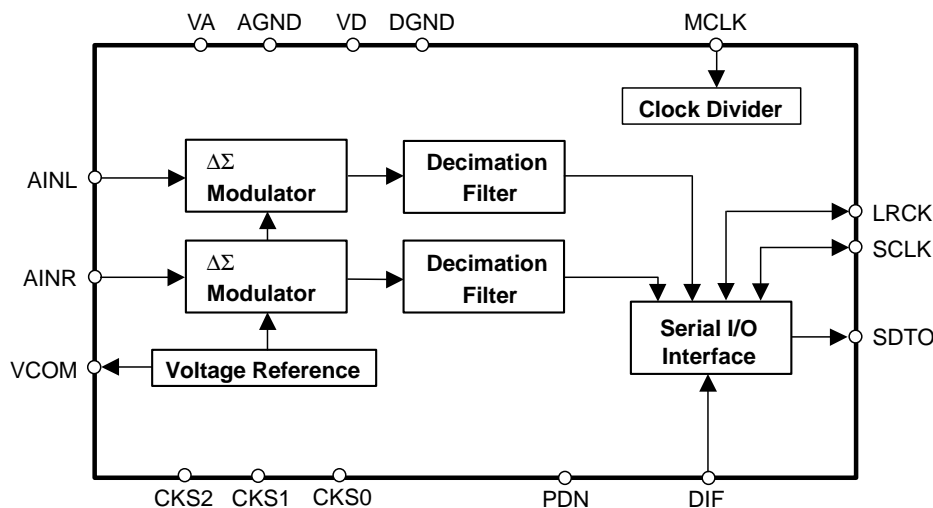 VA AGND VD DGND MCLK
Clock Divider
AINL
ΔΣ
Modulator
Decimation
Filter
LRCK
SCLK
AINR
ΔΣ
Modulator
Decimation
Filter
Serial I/O
Interface
SDTO
VCOM
Voltage Reference
CKS2 CKS1 CKS0 PDN DIF